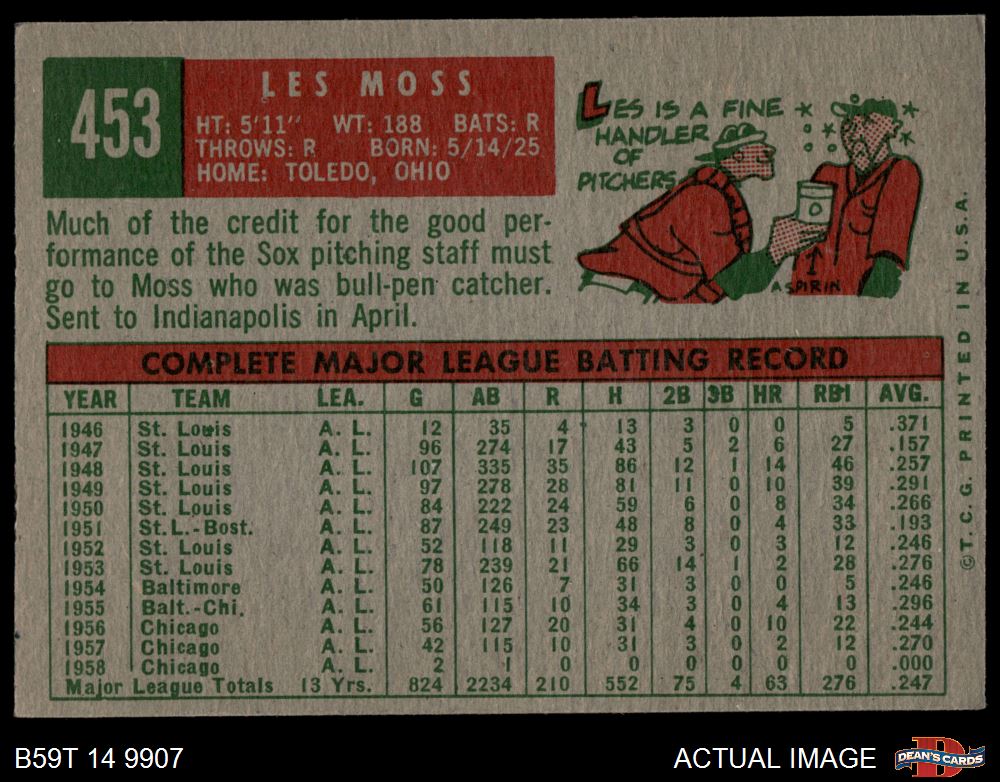 453
LES MOSS
HT: 5'11" WT: 188 BATS: R
THROWS: R BORN: 5/14/25
HOME: TOLEDO, OHIO
LES IS A FINE
HANDLER
OF
PITCHERS
ASPIRIN
Much of the credit for the good per-
formance of the Sox pitching staff must
go to Moss who was bull-pen catcher.
Sent to Indianapolis in April.
COMPLETE MAJOR LEAGUE BATTING RECORD
YEAR TEAM LEA. G AB R H 2B 3B HR RBI AVG.
1946 St. Louis A. L. 12 35 4 13 3 0 0 5 .371
1947 St. Louis A. L. 96 274 17 43 5 2 6 27 .157
1948 St. Louis A. L. 107 335 35 86 12 1 14 46 .257
1949 St. Louis A. L. 97 278 28 81 11 0 10 39 .291
1950 St. Louis A. L. 84 222 24 59 6 0 8 34 .266
1951 St.L.-Bost. A. L. 87 249 23 48 8 0 4 33 .193
1952 St. Louis A. L. 52 118 11 29 3 0 3 12 .246
1953 St. Louis A. L. 78 239 21 66 14 1 2 28 .276
1954 Baltimore A. L. 50 126 7 31 3 0 0 5 .246
1955 Balt.-Chi. A. L. 61 115 10 34 3 0 4 13 .296
1956 Chicago A. L. 56 127 20 31 4 0 10 22 .244
1957 Chicago A. L. 42 115 10 31 3 0 2 12 .270
1958 Chicago A. L. 2 1 0 0 0 0 0 0 .000
Major League Totals 13 Yrs. 824 2234 210 552 75 4 63 276 .247
©T.C.G. PRINTED IN U.S.A.
B59T 14 9907
ACTUAL IMAGE
D
DEAN'S CARDS